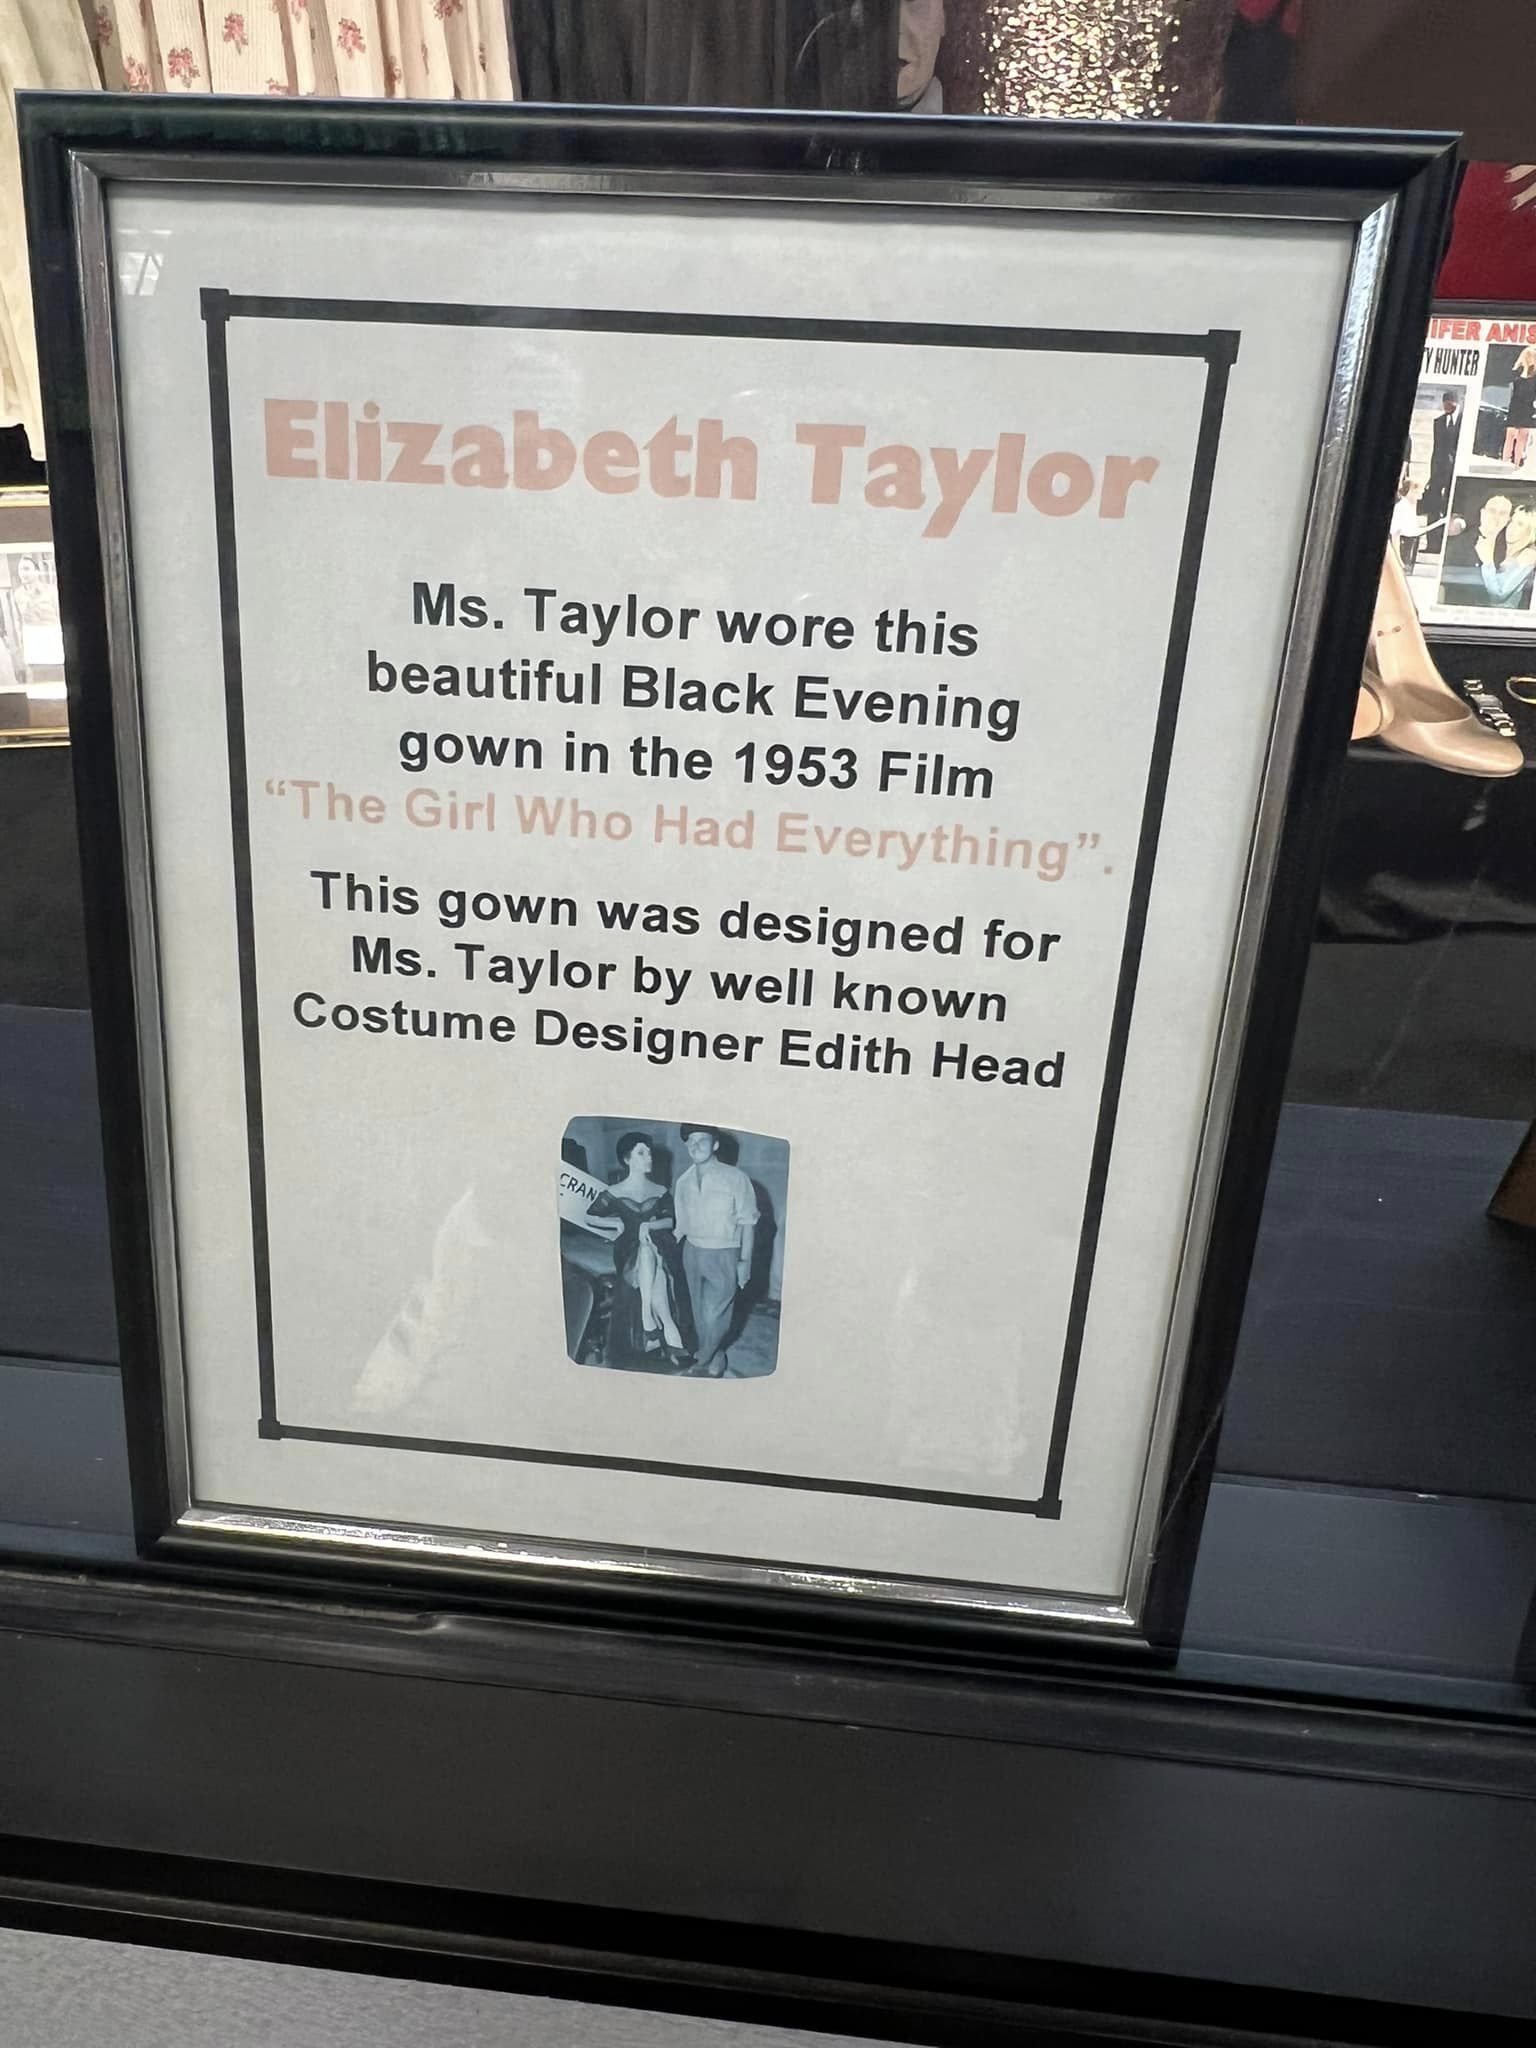 Elizabeth Taylor
Ms. Taylor wore this
beautiful Black Evening
gown in the 1953 Film
“The Girl Who Had Everything”.
This gown was designed for
Ms. Taylor by well known
Costume Designer Edith Head
CRAN
IFER ANIS
Y HUNTER